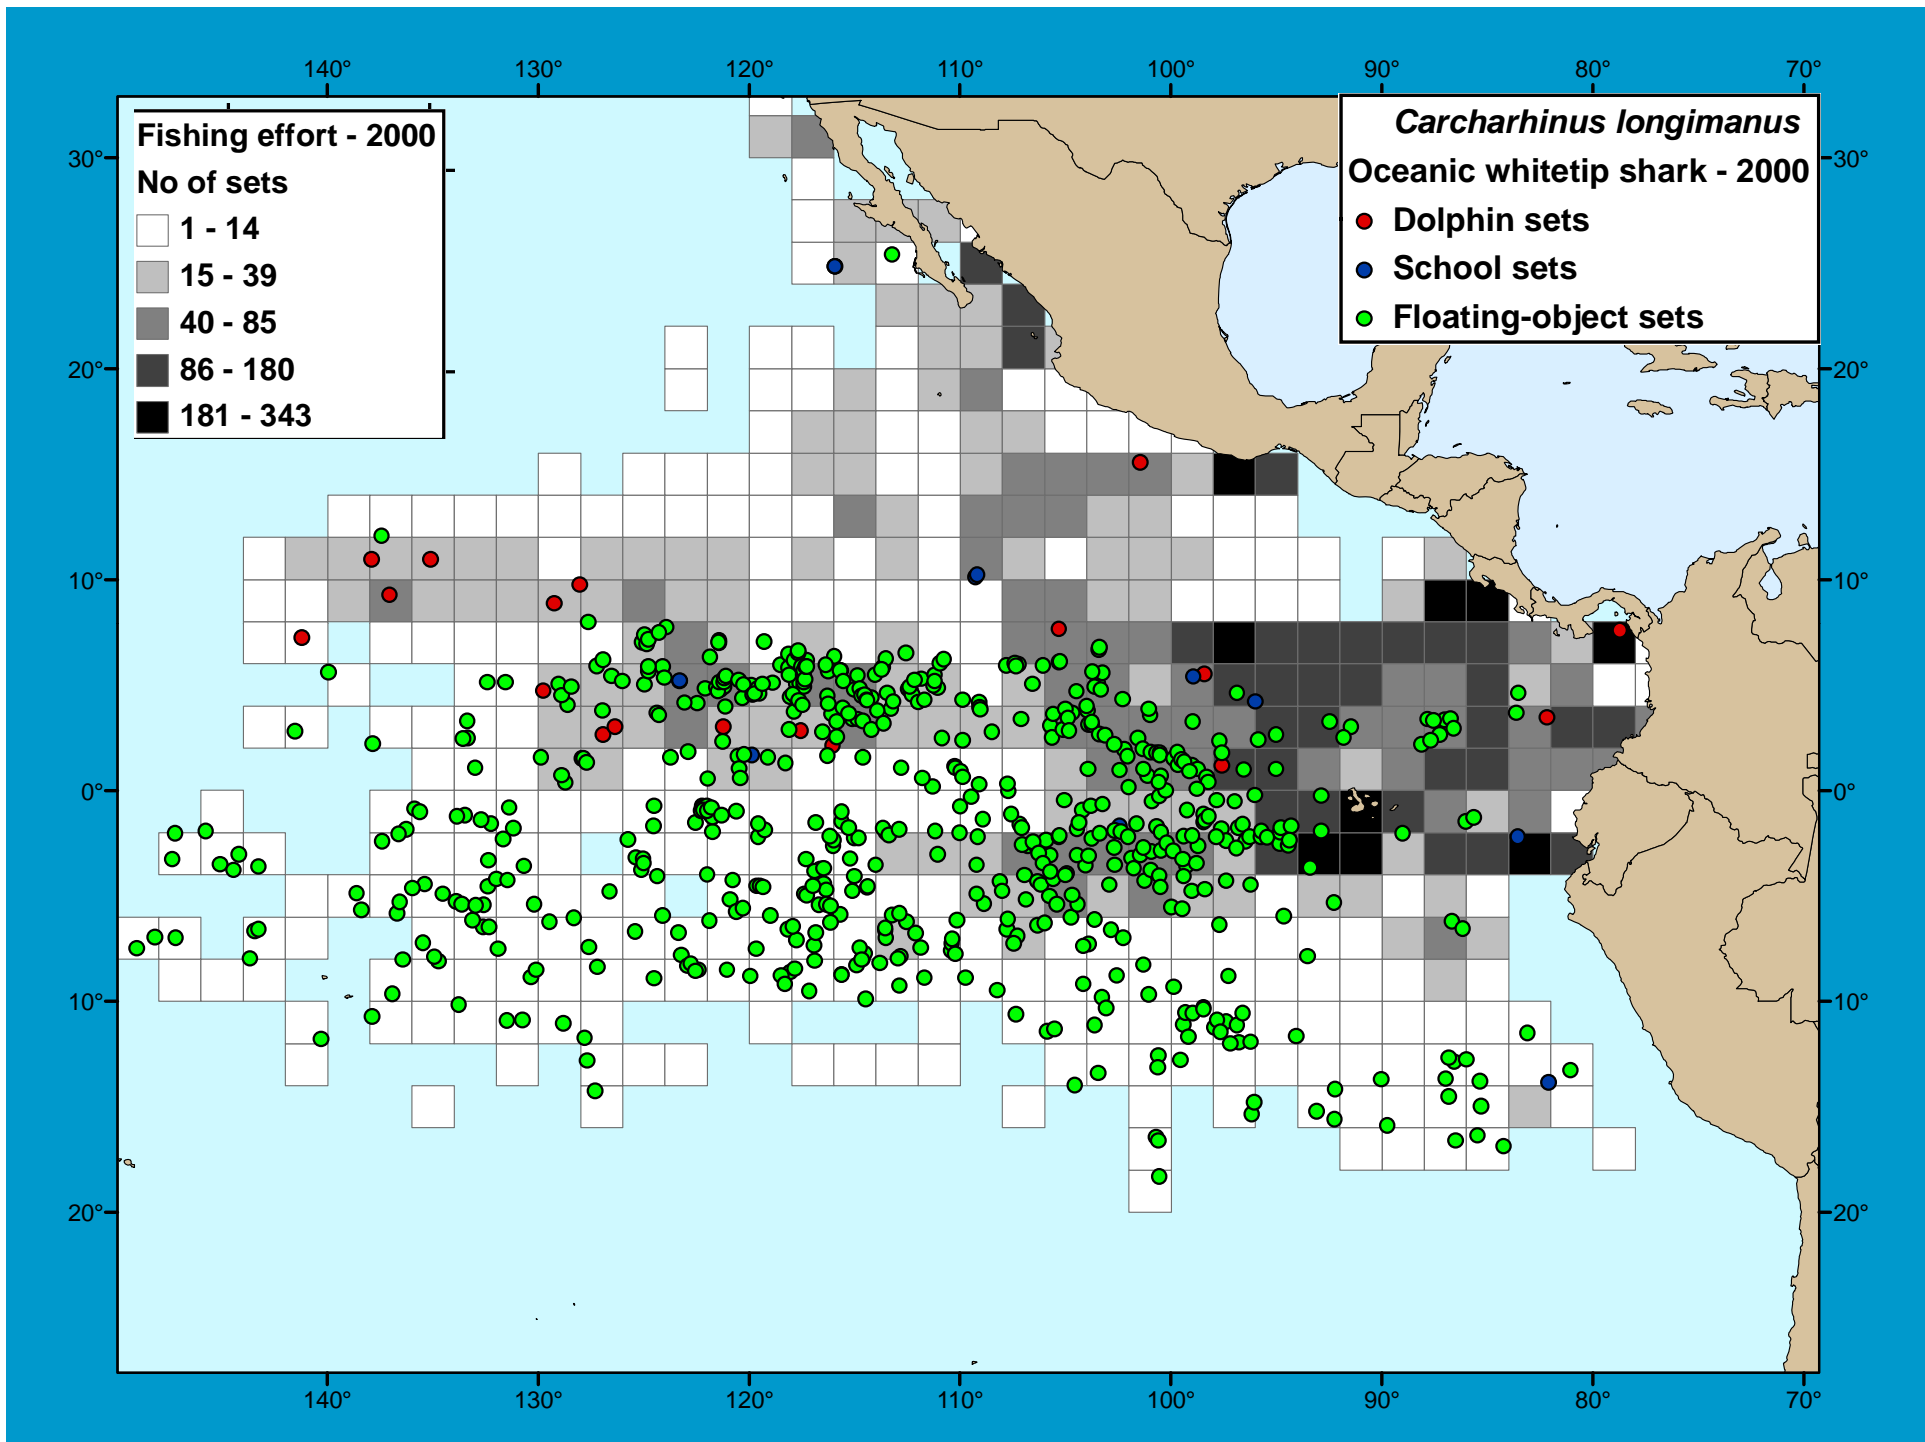 140° 130° 120° 110° 100° 90° 80° 70°
Fishing effort - 2000
No of sets
1 - 14
15 - 39
40 - 85
86 - 180
181 - 343
Carcharhinus longimanus
Oceanic whitetip shark - 2000
Dolphin sets
School sets
Floating-object sets
30° 30°
20° 20°
10° 10°
0° 0°
10° 10°
20° 20°
140° 130° 120° 110° 100° 90° 80° 70°